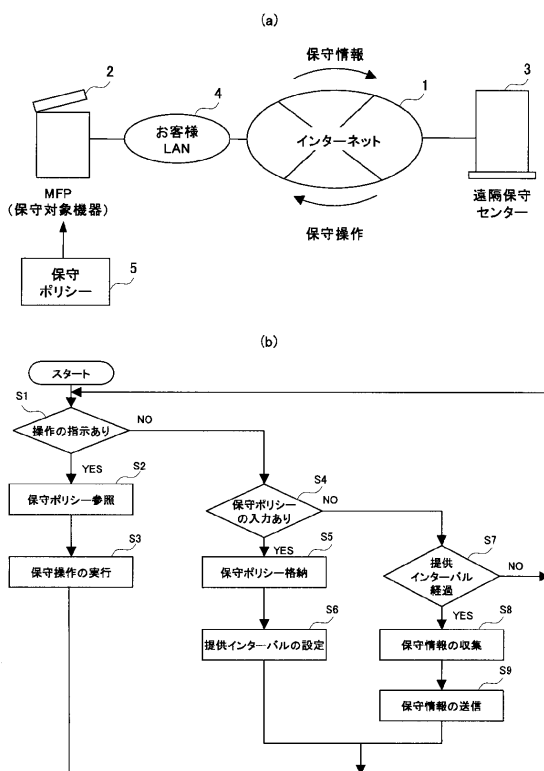 (a)
保守情報
2
4
1
3
お客様
LAN
インターネット
MFP
(保守対象機器)
遠隔保守
センター
保守操作
保守
ポリシー
5
(b)
スタート
S1
操作の指示あり
NO
YES
S2
保守ポリシー参照
S3
保守操作の実行
S4
保守ポリシー
の入力あり
NO
YES
S5
保守ポリシー格納
S6
提供インターバルの設定
S7
提供
インターバル
経過
NO
YES
S8
保守情報の収集
S9
保守情報の送信